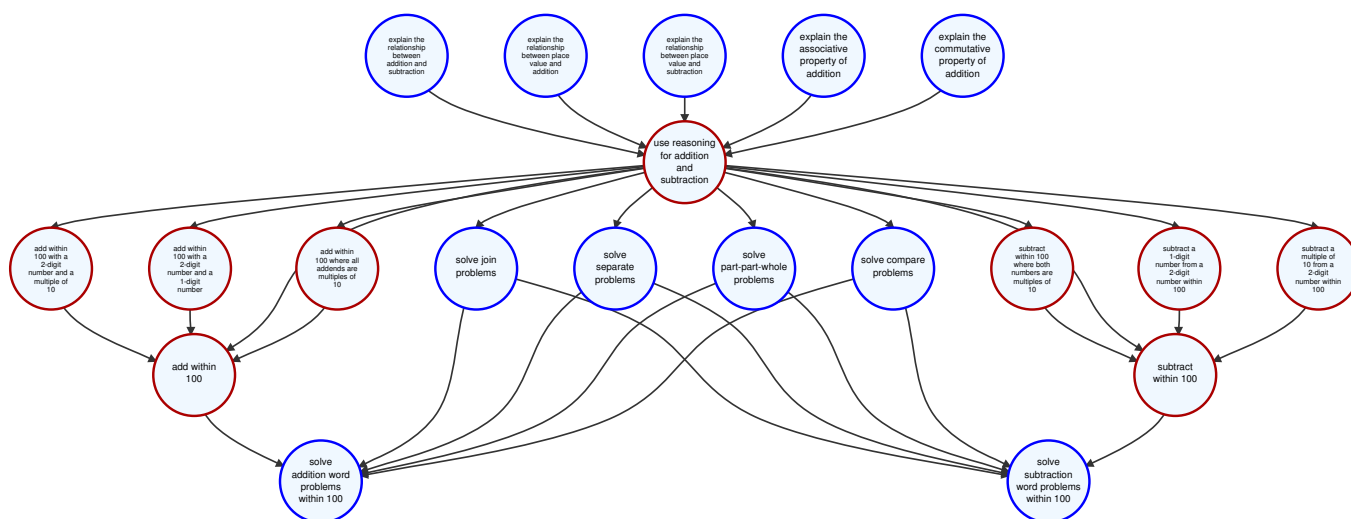 explain the
relationship
between
addition and
subtraction
explain the
relationship
between place
value and
addition
explain the
relationship
between place
value and
subtraction
explain the
associative
property of
addition
explain the
commutative
property of
addition
use reasoning
for addition
and
subtraction
add within
100 with a
2-digit
number and a
multiple of
10
add within
100 with a
2-digit
number and a
1-digit
number
add within
100 where all
addends are
multiples of
10
solve join
problems
solve
separate
problems
solve
part-part-whole
problems
solve compare
problems
subtract
within 100
where both
numbers are
multiples of
10
subtract a
1-digit
number from a
2-digit
number within
100
subtract a
multiple of
10 from a
2-digit
number within
100
add within
100
subtract
within 100
solve
addition word
problems
within 100
solve
subtraction
word problems
within 100